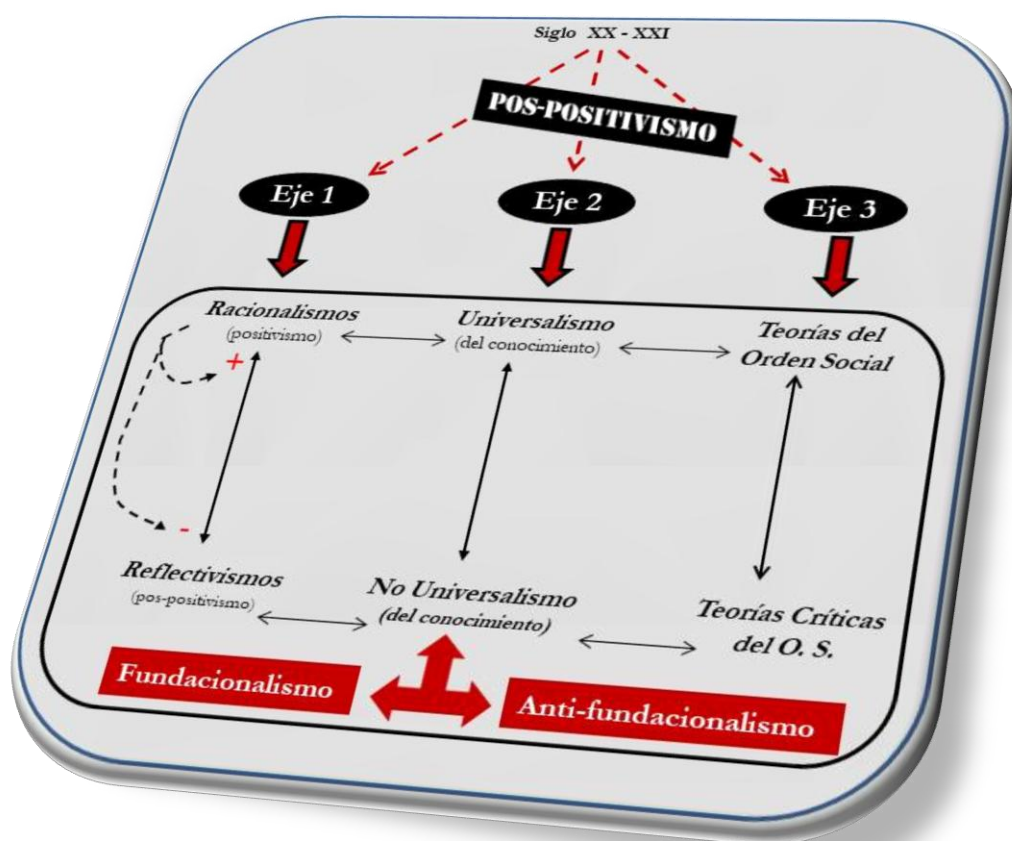 Siglo XX - XXI
POS-POSITIVISMO
Eje 1
Eje 2
Eje 3
Racionalismos
(positivismo)
Universalismo
(del conocimiento)
Teorías del
Orden Social
+
-
Reflectivismos
(pos-positivismo)
No Universalismo
(del conocimiento)
Teorías Críticas
del O. S.
Fundacionalismo
Anti-fundacionalismo